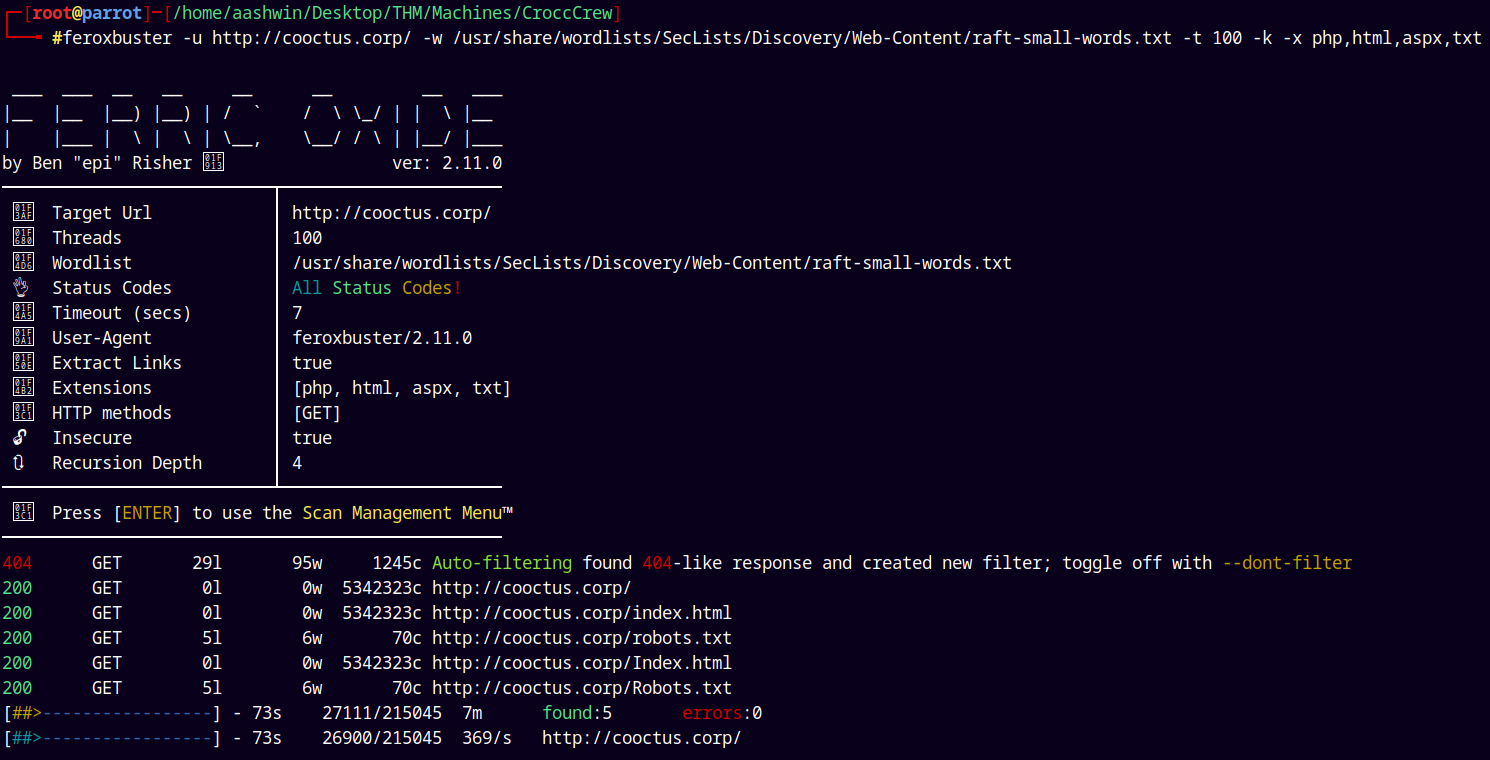 ┌─[root@parrot]─[/home/aashwin/Desktop/THM/Machines/CroccCrew]
└──╼ #feroxbuster -u http://cooctus.corp/ -w /usr/share/wordlists/SecLists/Discovery/Web-Content/raft-small-words.txt -t 100 -k -x php,html,aspx,txt
 ___  ___  __   __     __      __         __   ___
|__  |__  |__) |__) | /  `    /  \ \_/ | |  \ |__
|    |___ |  \ |  \ | \__,    \__/ / \ | |__/ |___
by Ben "epi" Risher 01F913                 ver: 2.11.0
01F3AF Target Url │ http://cooctus.corp/
01F680 Threads │ 100
01F4D6 Wordlist │ /usr/share/wordlists/SecLists/Discovery/Web-Content/raft-small-words.txt
👌 Status Codes │ All Status Codes!
01F4A5 Timeout (secs) │ 7
01F9A1 User-Agent │ feroxbuster/2.11.0
01F50E Extract Links │ true
01F4B2 Extensions │ [php, html, aspx, txt]
01F3C1 HTTP methods │ [GET]
🔓 Insecure │ true
🔃 Recursion Depth │ 4
01F3C1 Press [ENTER] to use the Scan Management Menu™
404      GET       29l       95w     1245c Auto-filtering found 404-like response and created new filter; toggle off with --dont-filter
200      GET        0l        0w  5342323c http://cooctus.corp/
200      GET        0l        0w  5342323c http://cooctus.corp/index.html
200      GET        5l        6w       70c http://cooctus.corp/robots.txt
200      GET        0l        0w  5342323c http://cooctus.corp/Index.html
200      GET        5l        6w       70c http://cooctus.corp/Robots.txt
[##>-----------------] - 73s    27111/215045  7m      found:5       errors:0
[##>-----------------] - 73s    26900/215045  369/s   http://cooctus.corp/